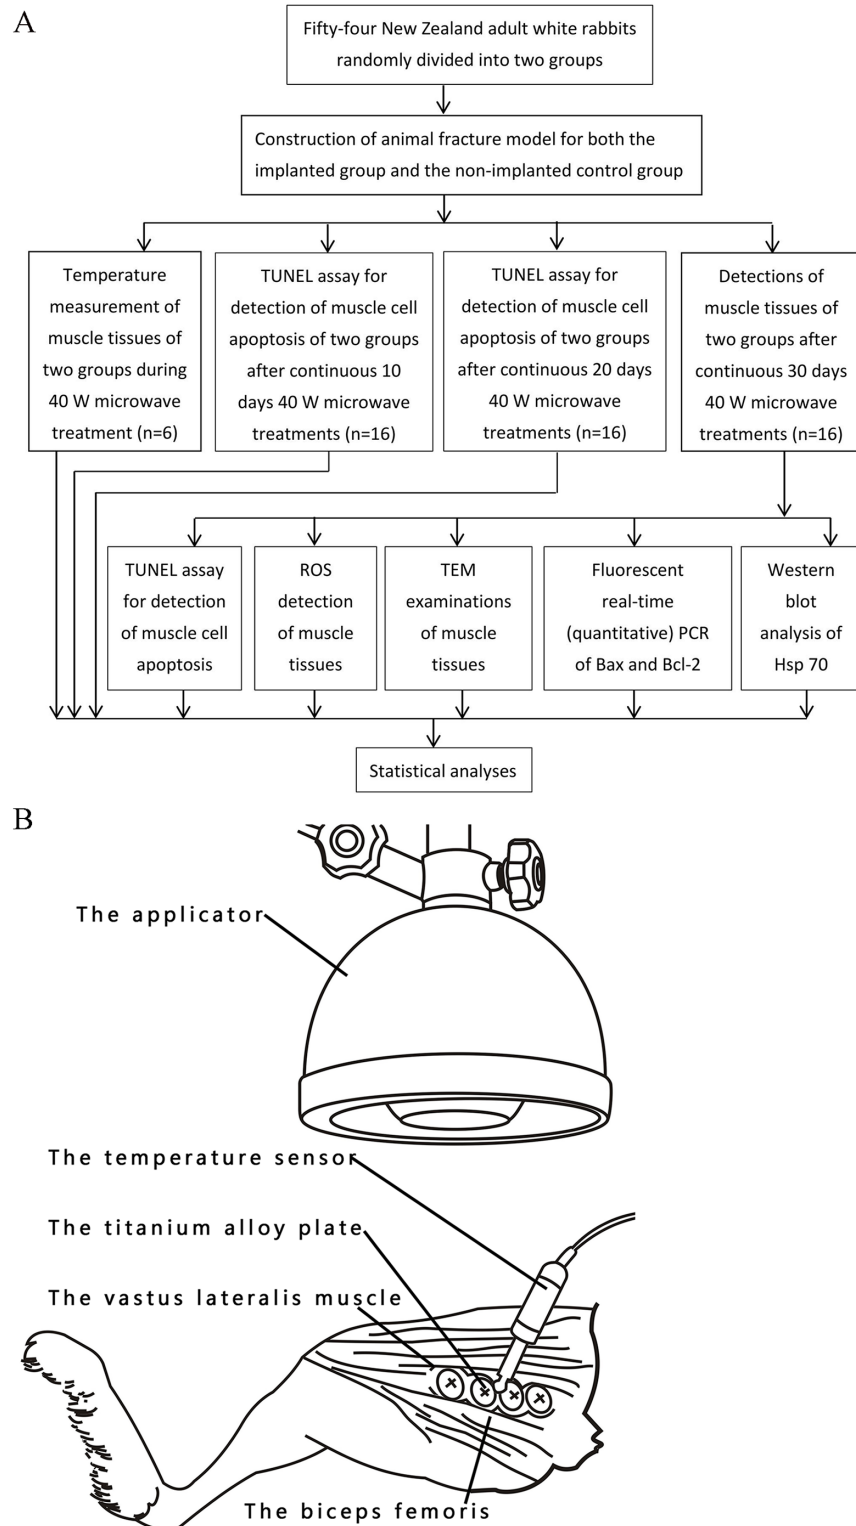 A
Fifty-four New Zealand adult white rabbits
randomly divided into two groups
Construction of animal fracture model for both the
implanted group and the non-implanted control group
Temperature
measurement of
muscle tissues of
two groups during
40 W microwave
treatment (n=6)
TUNEL assay for
detection of muscle cell
apoptosis of two groups
after continuous 10
days 40 W microwave
treatments (n=16)
TUNEL assay for
detection of muscle cell
apoptosis of two groups
after continuous 20 days
40 W microwave
treatments (n=16)
Detections of
muscle tissues of
two groups after
continuous 30 days
40 W microwave
treatments (n=16)
TUNEL assay
for detection
of muscle cell
apoptosis
ROS
detection
of muscle
tissues
TEM
examinations
of muscle
tissues
Fluorescent
real-time
(quantitative) PCR
of Bax and Bcl-2
Western
blot
analysis of
Hsp 70
Statistical analyses
B
The applicator
The temperature sensor
The titanium alloy plate
The vastus lateralis muscle
The biceps femoris